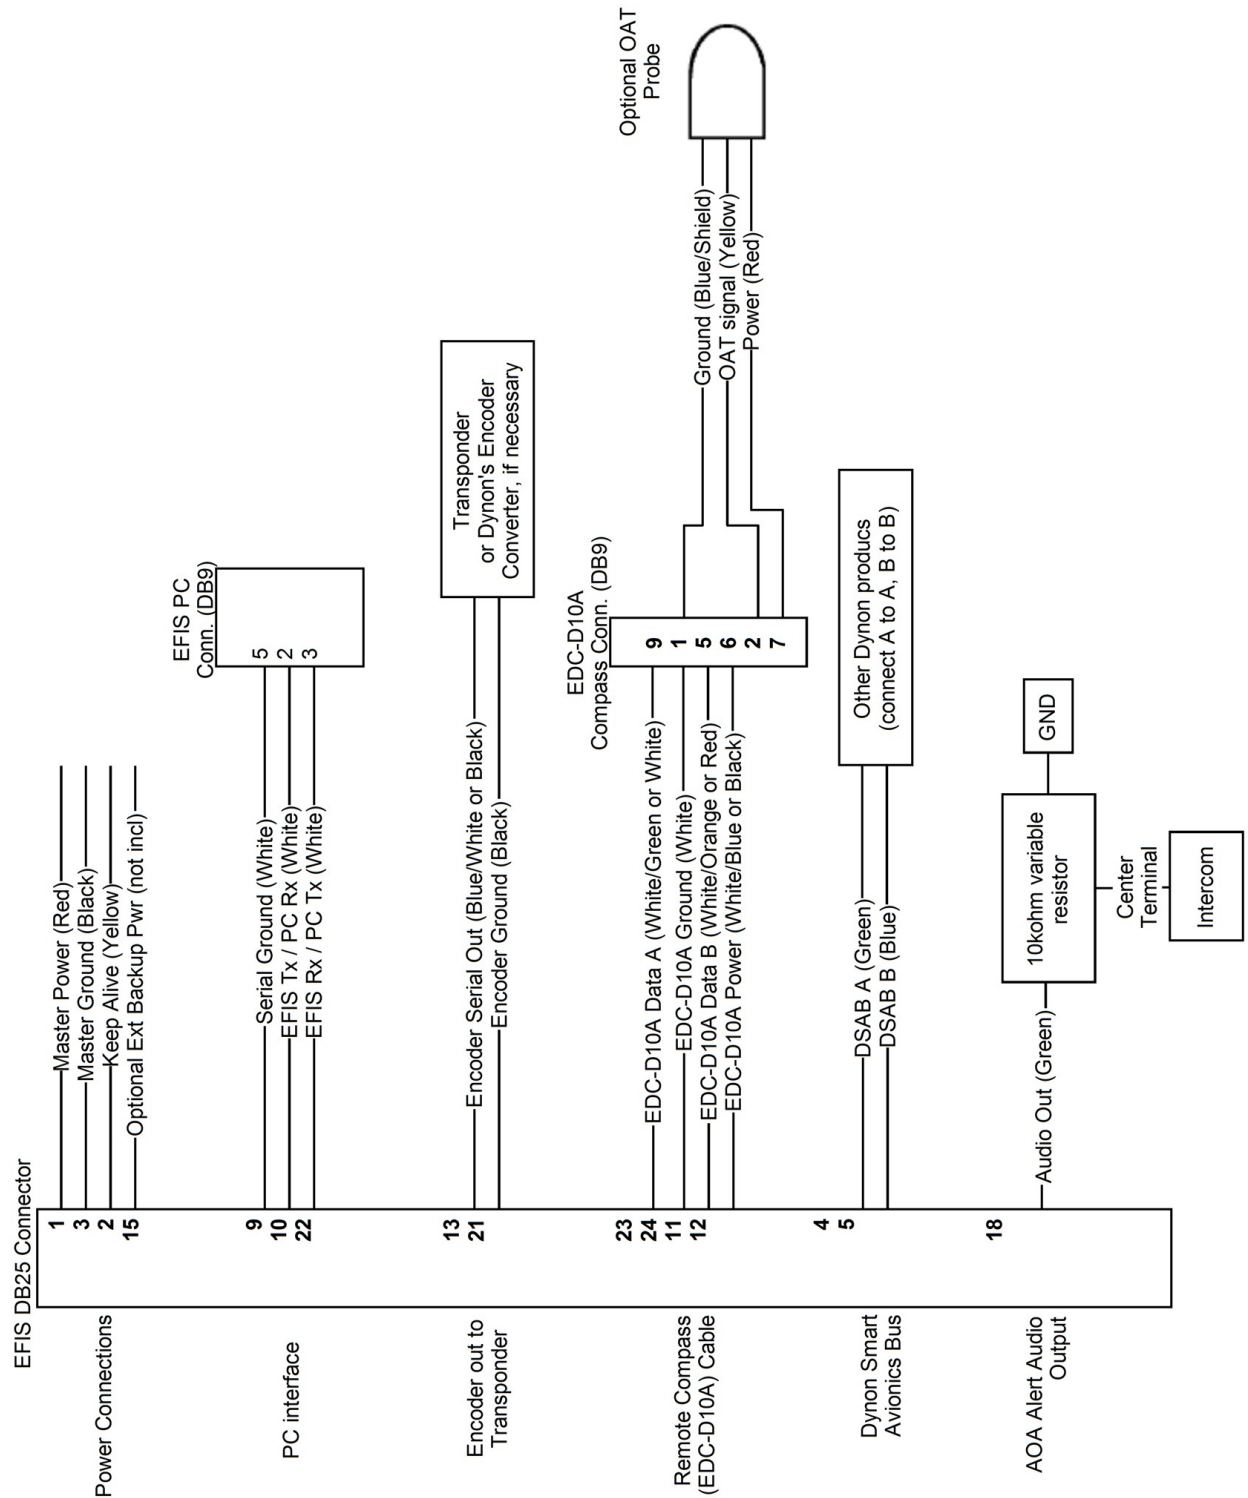 EFIS DB25 Connector
Power Connections
1
3
2
15
Master Power (Red)
Master Ground (Black)
Keep Alive (Yellow)
Optional Ext Backup Pwr (not incl)
PC interface
9
10
22
Serial Ground (White)
EFIS Tx / PC Rx (White)
EFIS Rx / PC Tx (White)
EFIS PC
Conn. (DB9)
5
2
3
Encoder out to
Transponder
13
21
Encoder Serial Out (Blue/White or Black)
Encoder Ground (Black)
Transponder
or Dynon's Encoder
Converter, if necessary
Remote Compass
(EDC-D10A) Cable
23
24
11
12
EDC-D10A Data A (White/Green or White)
EDC-D10A Ground (White)
EDC-D10A Data B (White/Orange or Red)
EDC-D10A Power (White/Blue or Black)
EDC-D10A
Compass Conn. (DB9)
9
1
5
6
2
7
Ground (Blue/Shield)
OAT signal (Yellow)
Power (Red)
Optional OAT
Probe
Dynon Smart
Avionics Bus
4
5
DSAB A (Green)
DSAB B (Blue)
Other Dynon producs
(connect A to A, B to B)
AOA Alert Audio
Output
18
Audio Out (Green)
10kohm variable
resistor
GND
Center
Terminal
Intercom